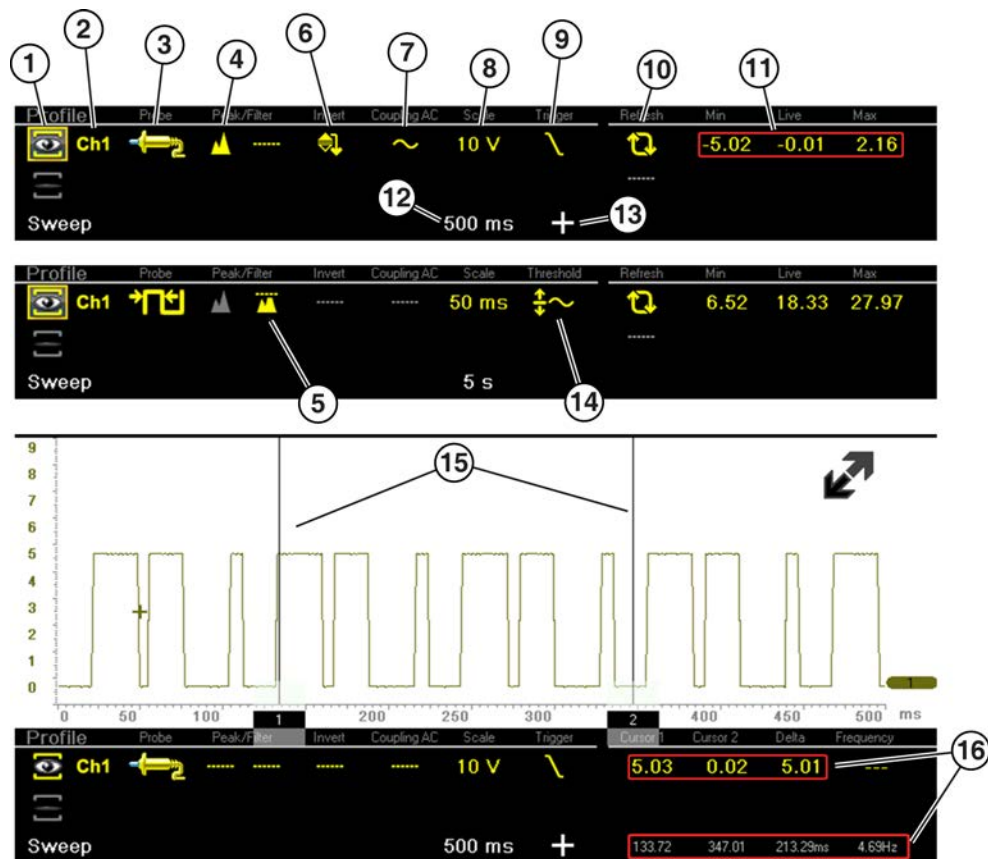 1 2 3 4 6 7 8 9 10 11
Profile Probe Peak/Filter Invert Coupling AC Scale Trigger Refresh Min Live Max
Ch1 10 V -5.02 -0.01 2.16
12 13
Sweep 500 ms
Profile Probe Peak/Filter Invert Coupling AC Scale Threshold Refresh Min Live Max
Ch1 50 ms 6.52 18.33 27.97
Sweep 5 s
5 14
9
8
15
7
6
5
4
3
2
1
0 1
0 50 100 200 300 400 450 500 ms
1 2
Profile Probe Peak/Filter Invert Coupling AC Scale Trigger Cursor 1 Cursor 2 Delta Frequency
Ch1 10 V 5.03 0.02 5.01 ---
16
Sweep 500 ms 133.72 347.01 213.29ms 4.69Hz